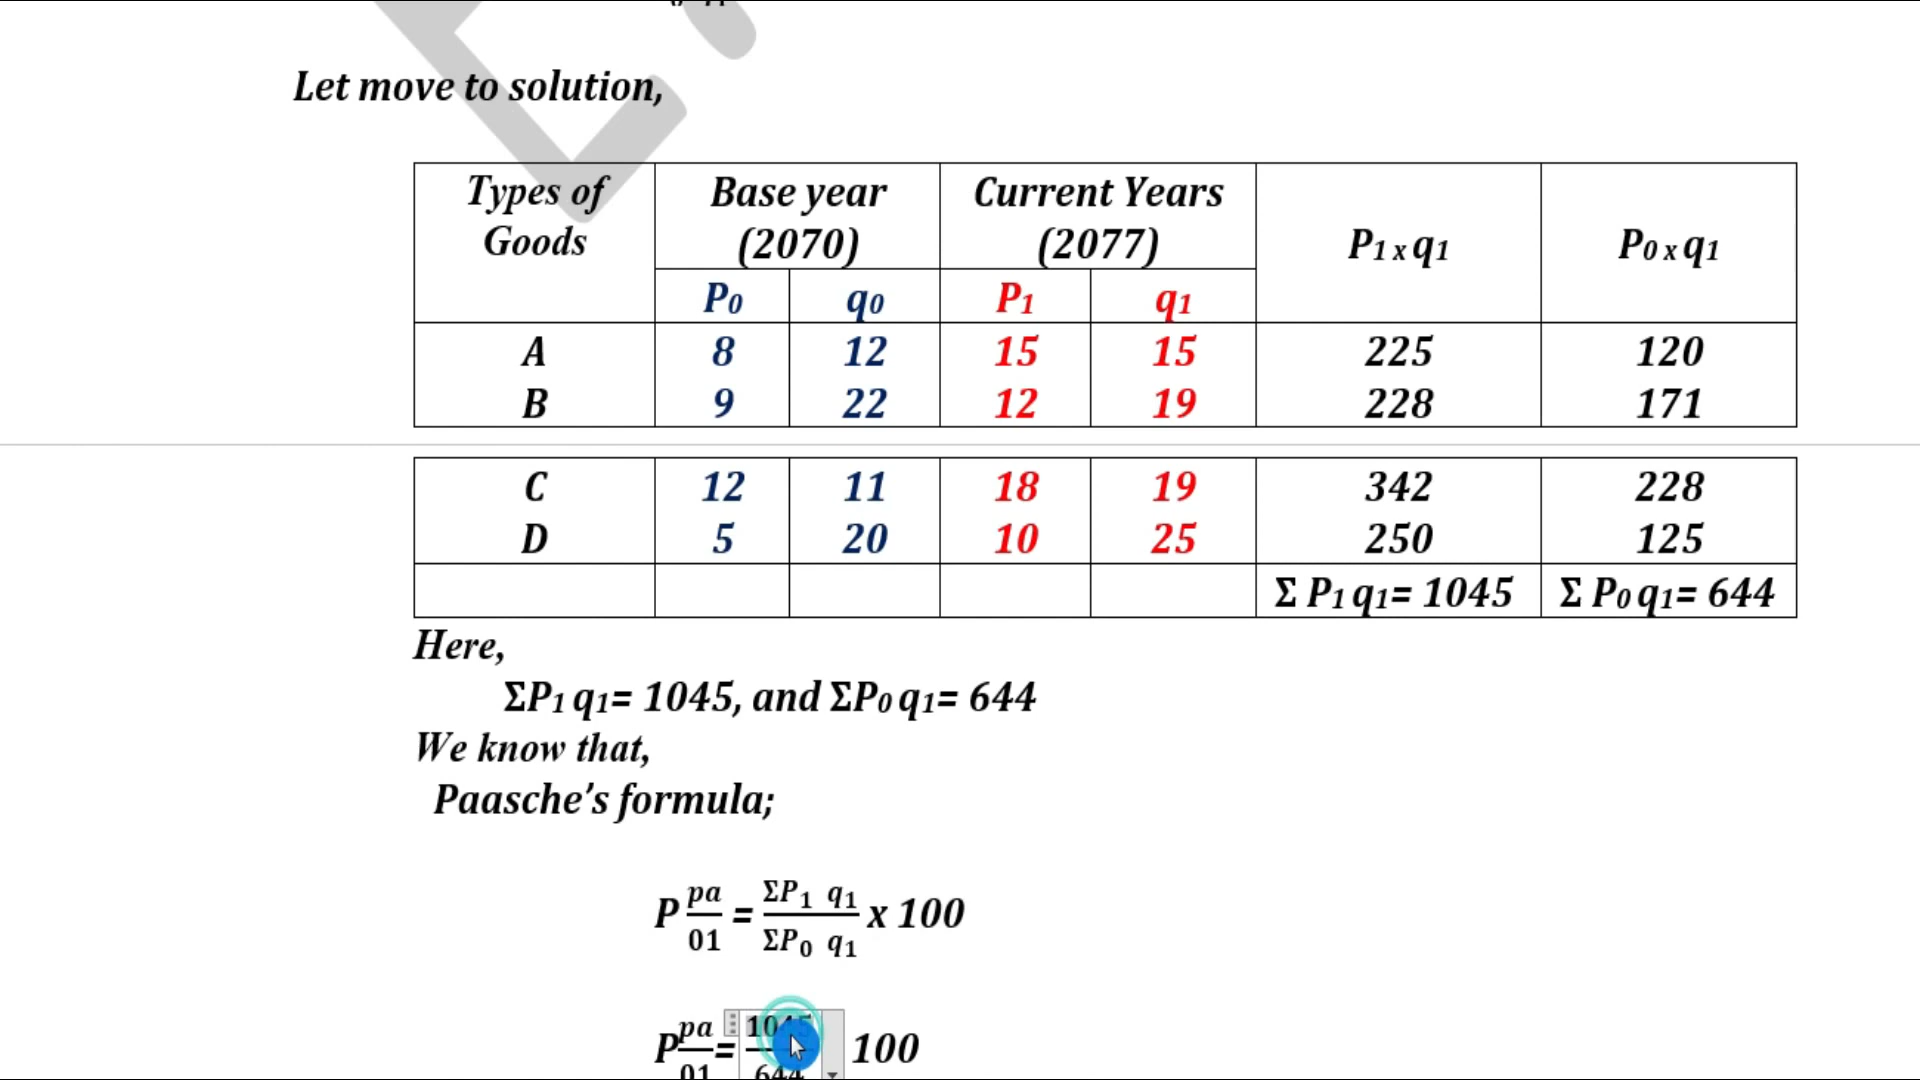 Let move to solution,
Types of Goods Base year (2070) Current Years (2077) P1 x q1 P0 x q1
P0 q0 P1 q1
A 8 12 15 15 225 120
B 9 22 12 19 228 171
C 12 11 18 19 342 228
D 5 20 10 25 250 125
Σ P1 q1= 1045 Σ P0 q1= 644
Here,
ΣP1 q1= 1045, and ΣP0 q1= 644
We know that,
Paasche’s formula;
P pa/01 = ΣP1 q1/ΣP0 q1 x 100
P pa/01 = 1045/644 100